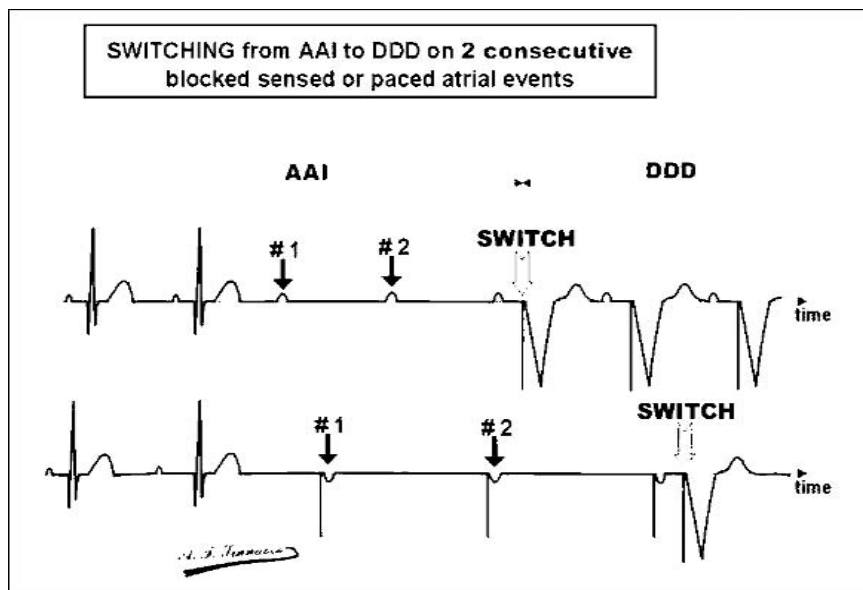 SWITCHING from AAI to DDD on 2 consecutive
blocked sensed or paced atrial events
AAI DDD
#1 #2 SWITCH
time
#1 #2 SWITCH
time